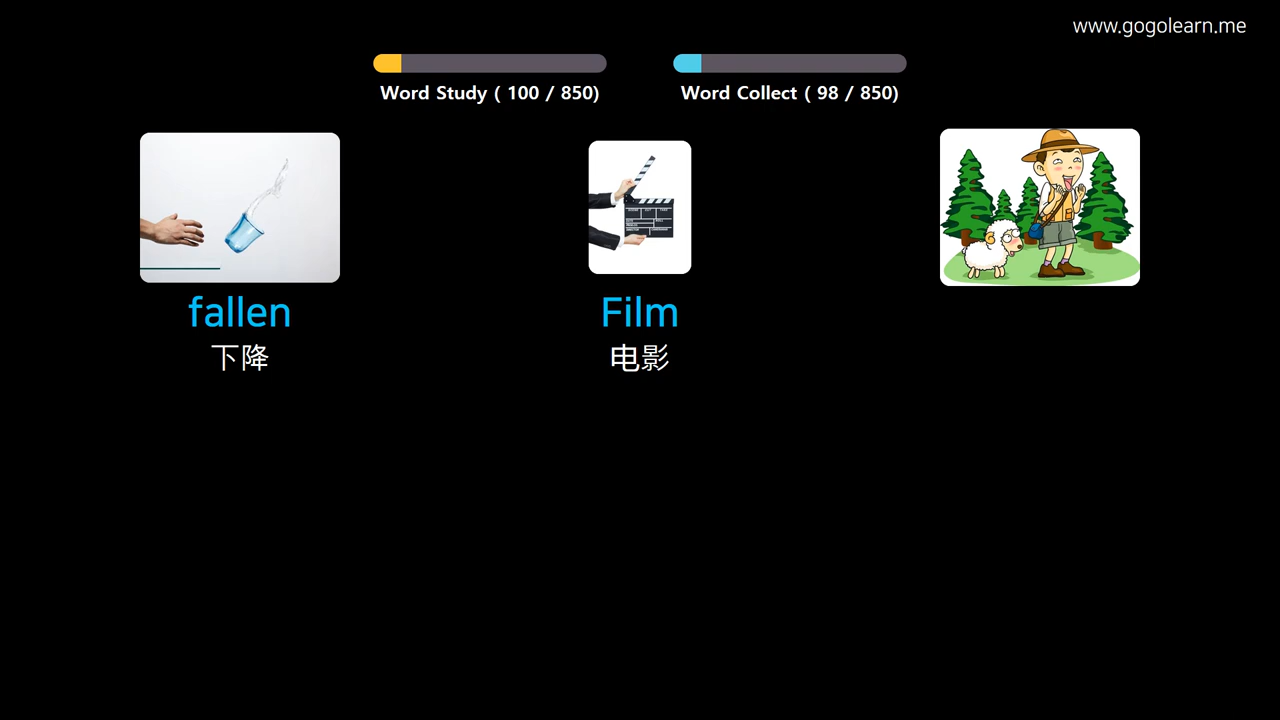 www.gogolearn.me
Word Study ( 100 / 850)
Word Collect ( 98 / 850)
fallen
下降
Film
电影